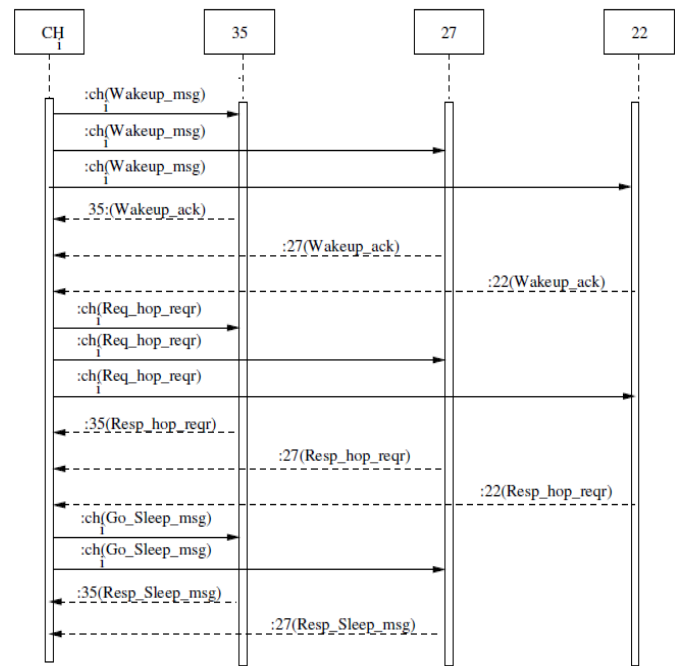 CH i
35
27
22
:ch i(Wakeup_msg)
:ch i(Wakeup_msg)
:ch i(Wakeup_msg)
35:(Wakeup_ack)
:27(Wakeup_ack)
:22(Wakeup_ack)
:ch i(Req_hop_reqr)
:ch i(Req_hop_reqr)
:ch i(Req_hop_reqr)
:35(Resp_hop_reqr)
:27(Resp_hop_reqr)
:22(Resp_hop_reqr)
:ch i(Go_Sleep_msg)
:ch i(Go_Sleep_msg)
:35(Resp_Sleep_msg)
:27(Resp_Sleep_msg)